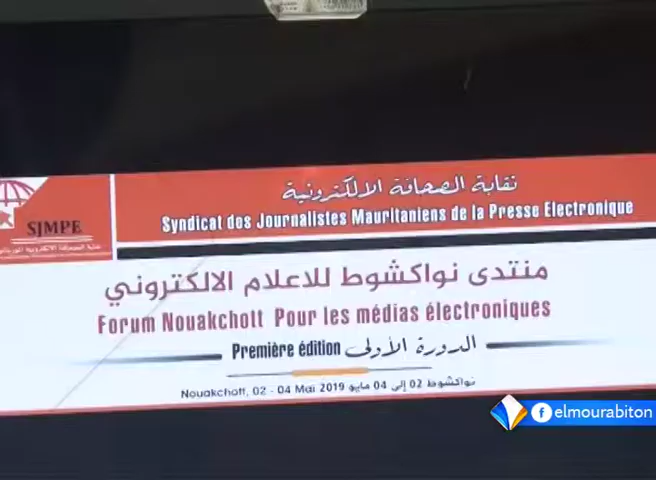 نقابة الصحافة الالكترونية
Syndicat des Journalistes Mauritaniens de la Presse Electronique
SJMPE
منتدى نواكشوط للاعلام الالكتروني
Forum Nouakchott Pour les médias électroniques
Première édition الدورة الأولى
Nouakchott, 02 - 04 Mai 2019 نواكشوط 02 إلى 04 مايو
elmourabiton